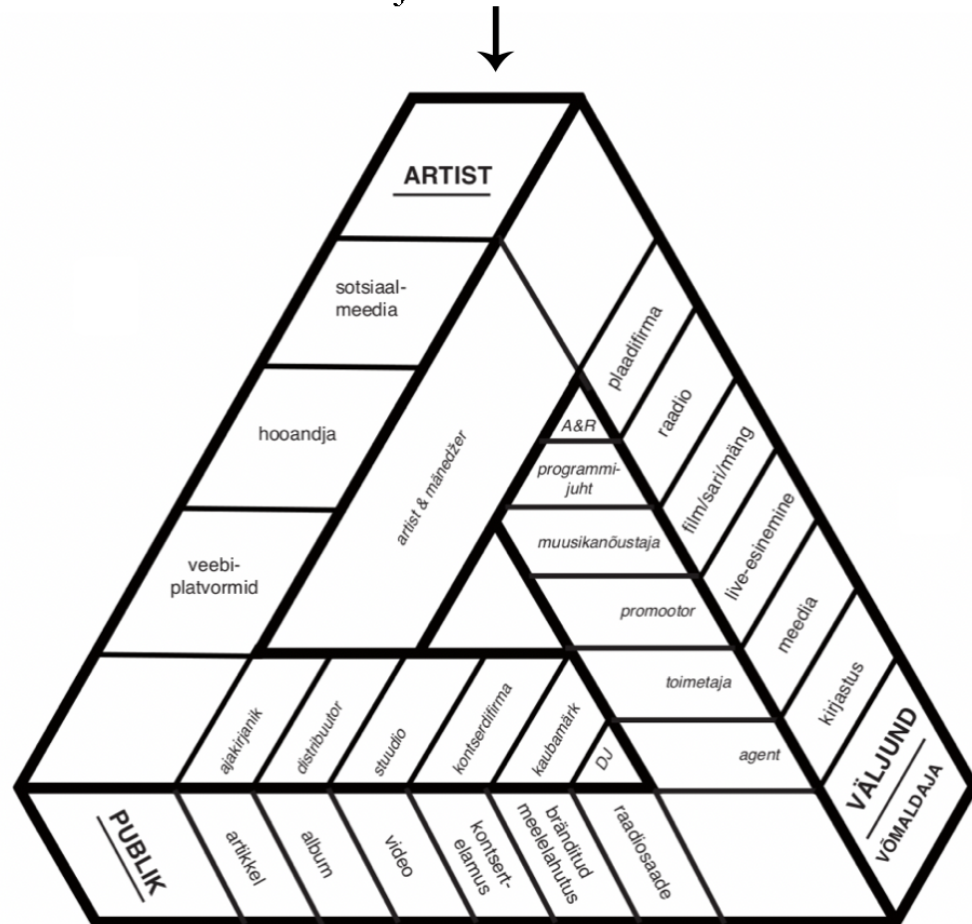 ARTIST
sotsiaal-
meedia
hooandja
veebi-
platvormid
artist & mänedžer
A&R
programmi-
juht
muusikanõustaja
promootor
toimetaja
agent
plaadifirma
raadio
film/sari/mäng
live-esinemine
meedia
kirjastus
VÄLJUND
VÕMALDAJA
ajakirjanik
distribuutor
stuudio
kontserdifirma
kaubamärk
DJ
PUBLIK
artikkel
album
video
kontsert-
elamus
bränditud
meelelahutus
raadiosaade